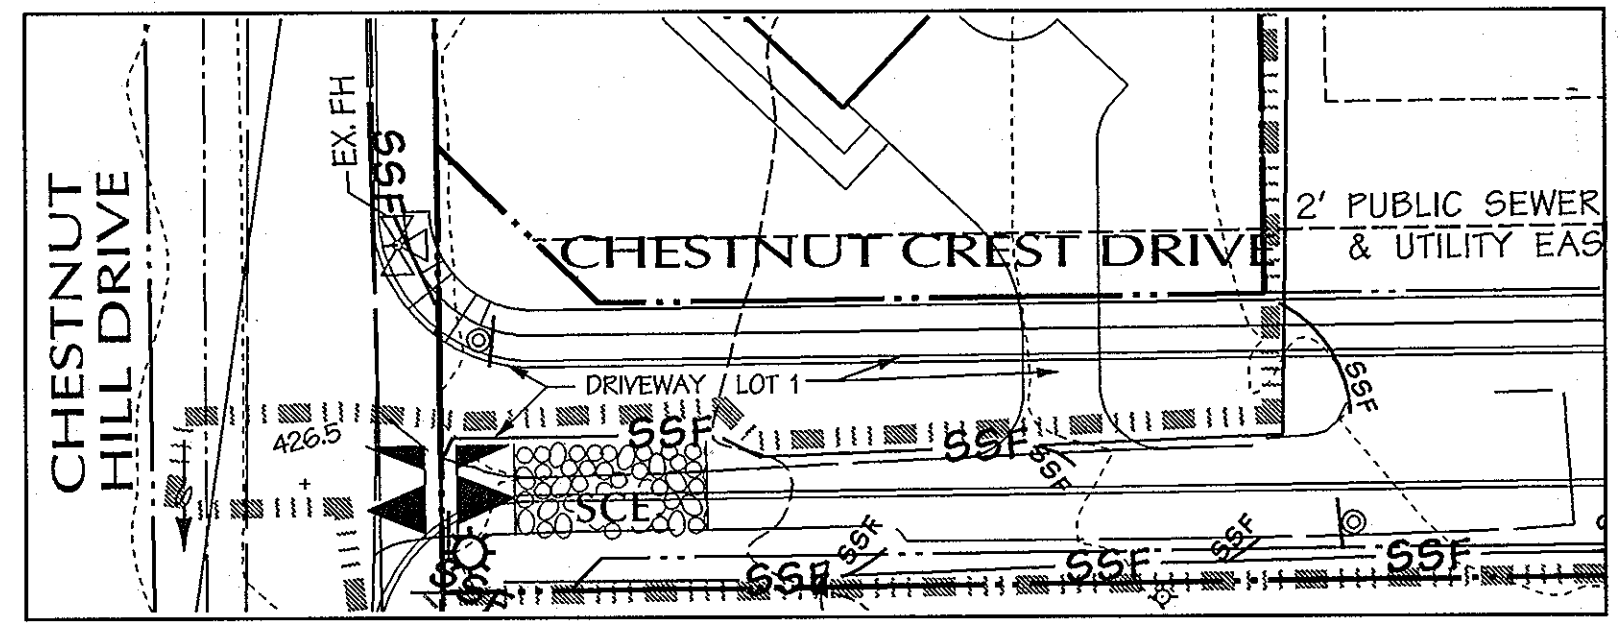 CHESTNUT
HILL DRIVE
EX. FH
SSF
CHESTNUT CREST DRIVE
2' PUBLIC SEWER
& UTILITY EAS
DRIVEWAY LOT 1
SSF
426.5
SSF
SSF
SSF
SCE
SSF
SSF
SSF
SSF
SSF